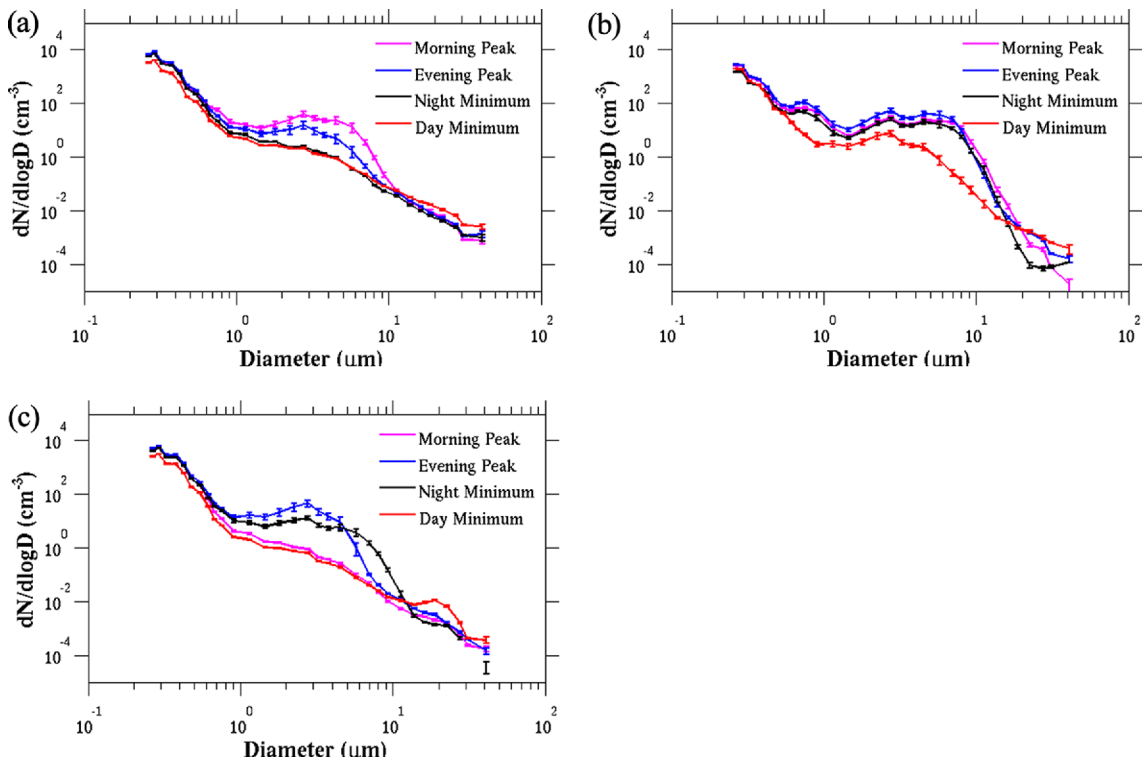 (a)
10^4
10^2
10^0
10^-2
10^-4
dN/dlogD (cm^-3)
Morning Peak
Evening Peak
Night Minimum
Day Minimum
10^-1
10^0
10^1
10^2
Diameter (μm)
(b)
10^4
10^2
10^0
10^-2
10^-4
dN/dlogD (cm^-3)
Morning Peak
Evening Peak
Night Minimum
Day Minimum
10^-1
10^0
10^1
10^2
Diameter (μm)
(c)
10^4
10^2
10^0
10^-2
10^-4
dN/dlogD (cm^-3)
Morning Peak
Evening Peak
Night Minimum
Day Minimum
10^-1
10^0
10^1
10^2
Diameter (μm)